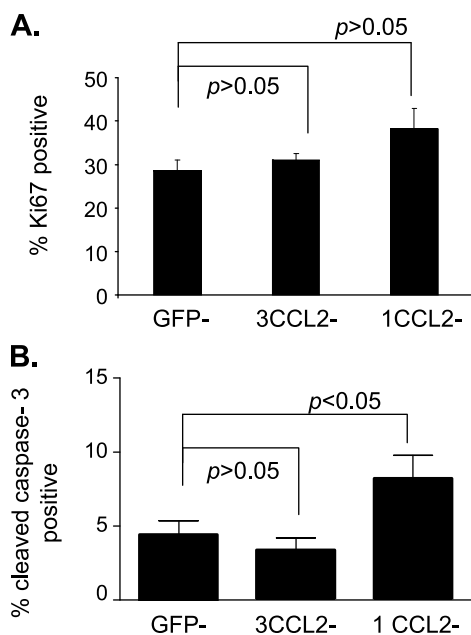 A.
p>0.05
p>0.05
% Ki67 positive
50
40
30
20
10
0
GFP-
3CCL2-
1CCL2-
B.
p<0.05
p>0.05
% cleaved caspase- 3
positive
15
10
5
0
GFP-
3CCL2-
1 CCL2-